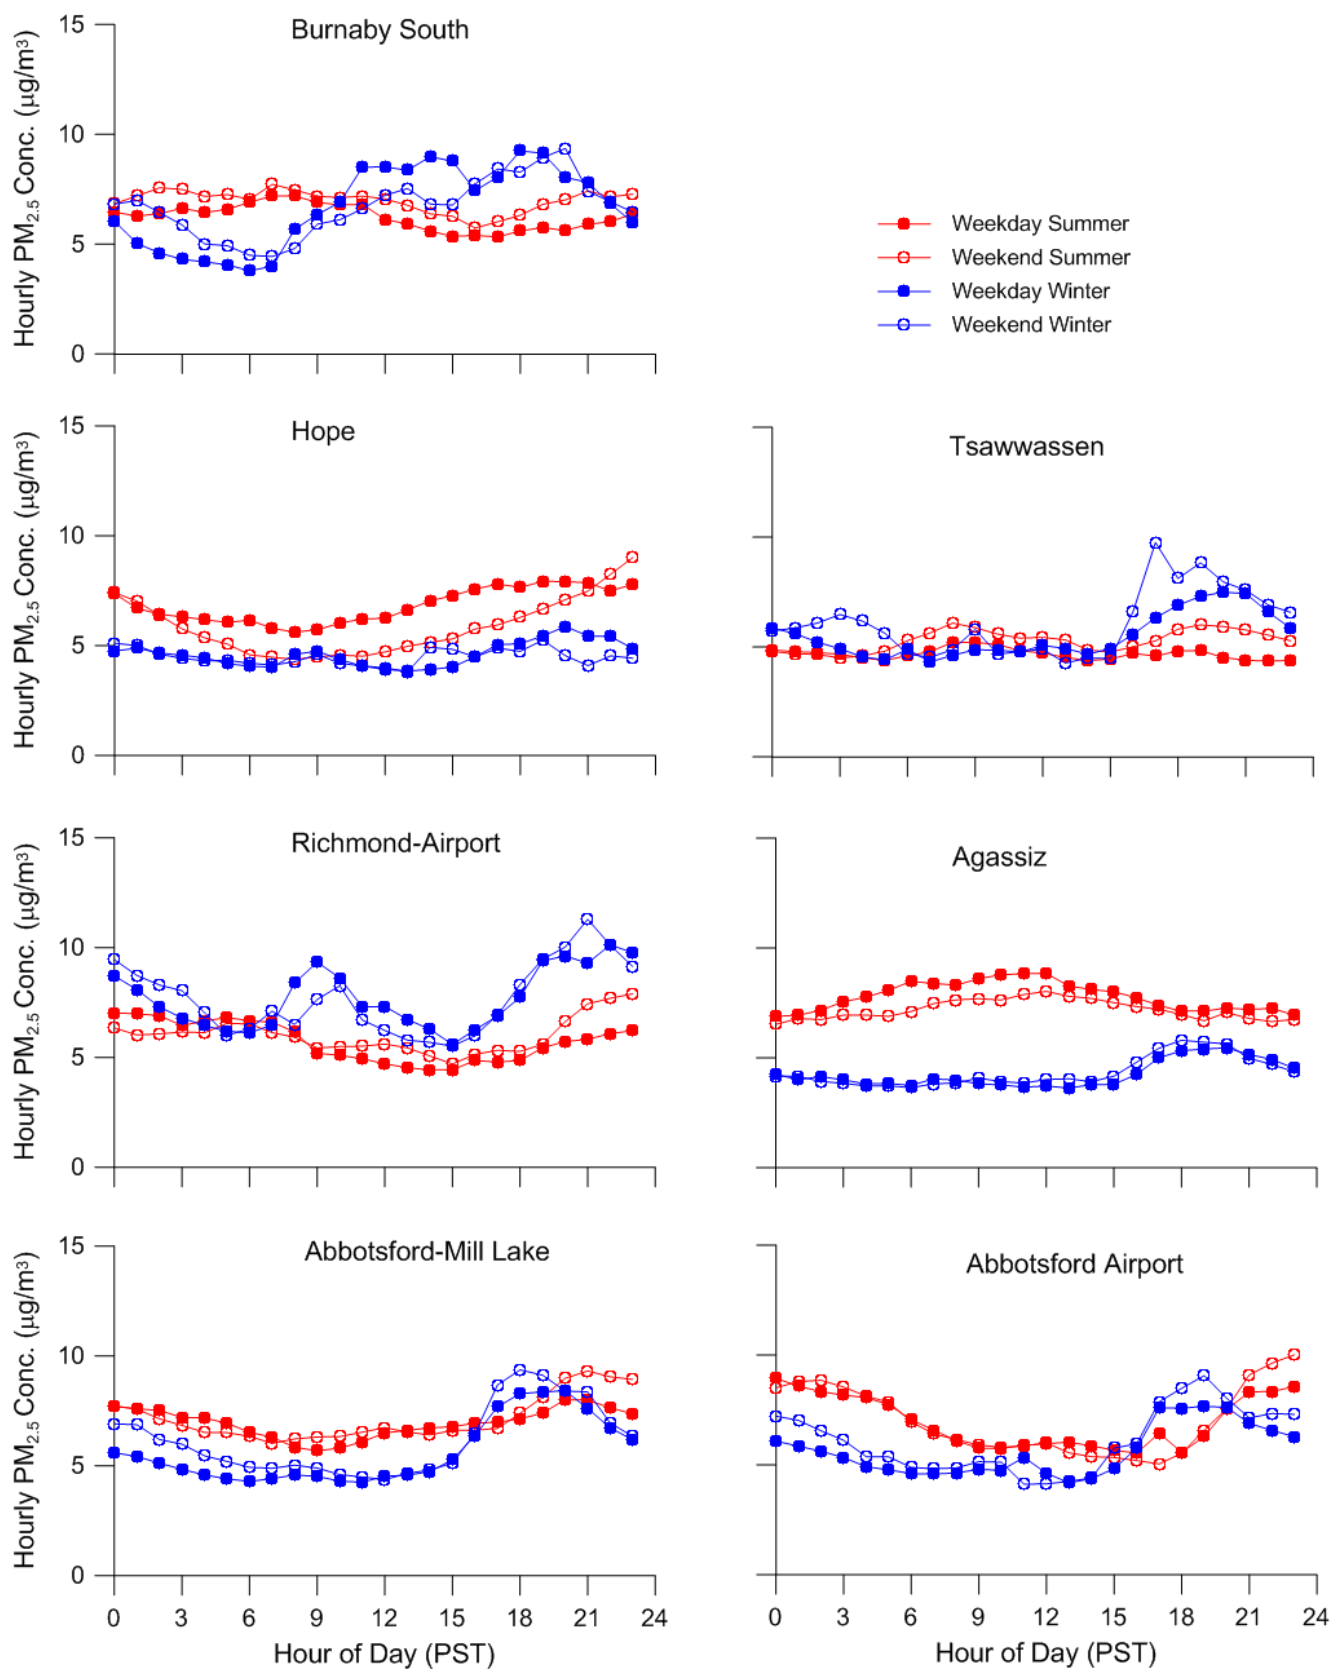 Burnaby South
15
10
5
0
Hourly PM2.5 Conc. (μg/m³)
Weekday Summer
Weekend Summer
Weekday Winter
Weekend Winter
Hope
15
10
5
0
Hourly PM2.5 Conc. (μg/m³)
Tsawwassen
Richmond-Airport
15
10
5
0
Hourly PM2.5 Conc. (μg/m³)
Agassiz
Abbotsford-Mill Lake
15
10
5
0
Hourly PM2.5 Conc. (μg/m³)
0 3 6 9 12 15 18 21 24
Hour of Day (PST)
Abbotsford Airport
0 3 6 9 12 15 18 21 24
Hour of Day (PST)